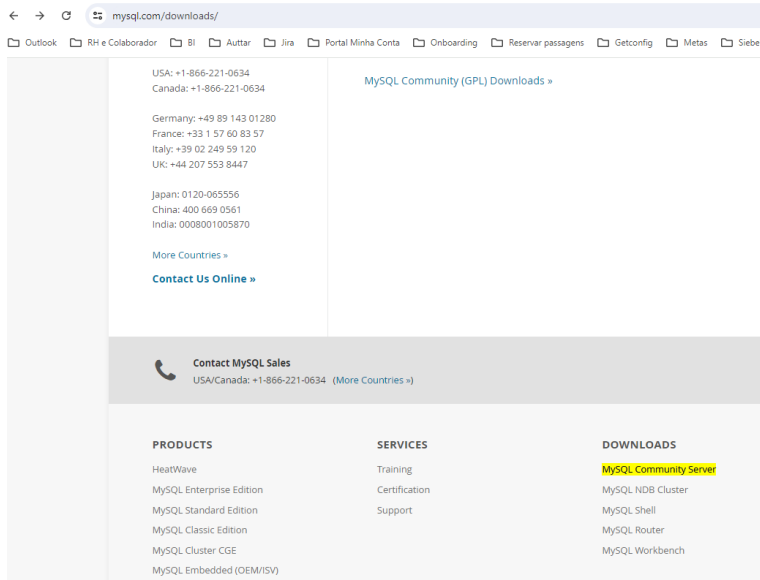 mysql.com/downloads/
Outlook RH e Colaborador BI Auttar Jira Portal Minha Conta Onboarding Reservar passagens Getconfig Metas Siebe
USA: +1-866-221-0634
Canada: +1-866-221-0634
MySQL Community (GPL) Downloads »
Germany: +49 89 143 01280
France: +33 1 57 60 83 57
Italy: +39 02 249 59 120
UK: +44 207 553 8447
Japan: 0120-065556
China: 400 669 0561
India: 0008001005870
More Countries »
Contact Us Online »
Contact MySQL Sales
USA/Canada: +1-866-221-0634 (More Countries »)
PRODUCTS
HeatWave
MySQL Enterprise Edition
MySQL Standard Edition
MySQL Classic Edition
MySQL Cluster CGE
MySQL Embedded (OEM/ISV)
SERVICES
Training
Certification
Support
DOWNLOADS
MySQL Community Server
MySQL NDB Cluster
MySQL Shell
MySQL Router
MySQL Workbench